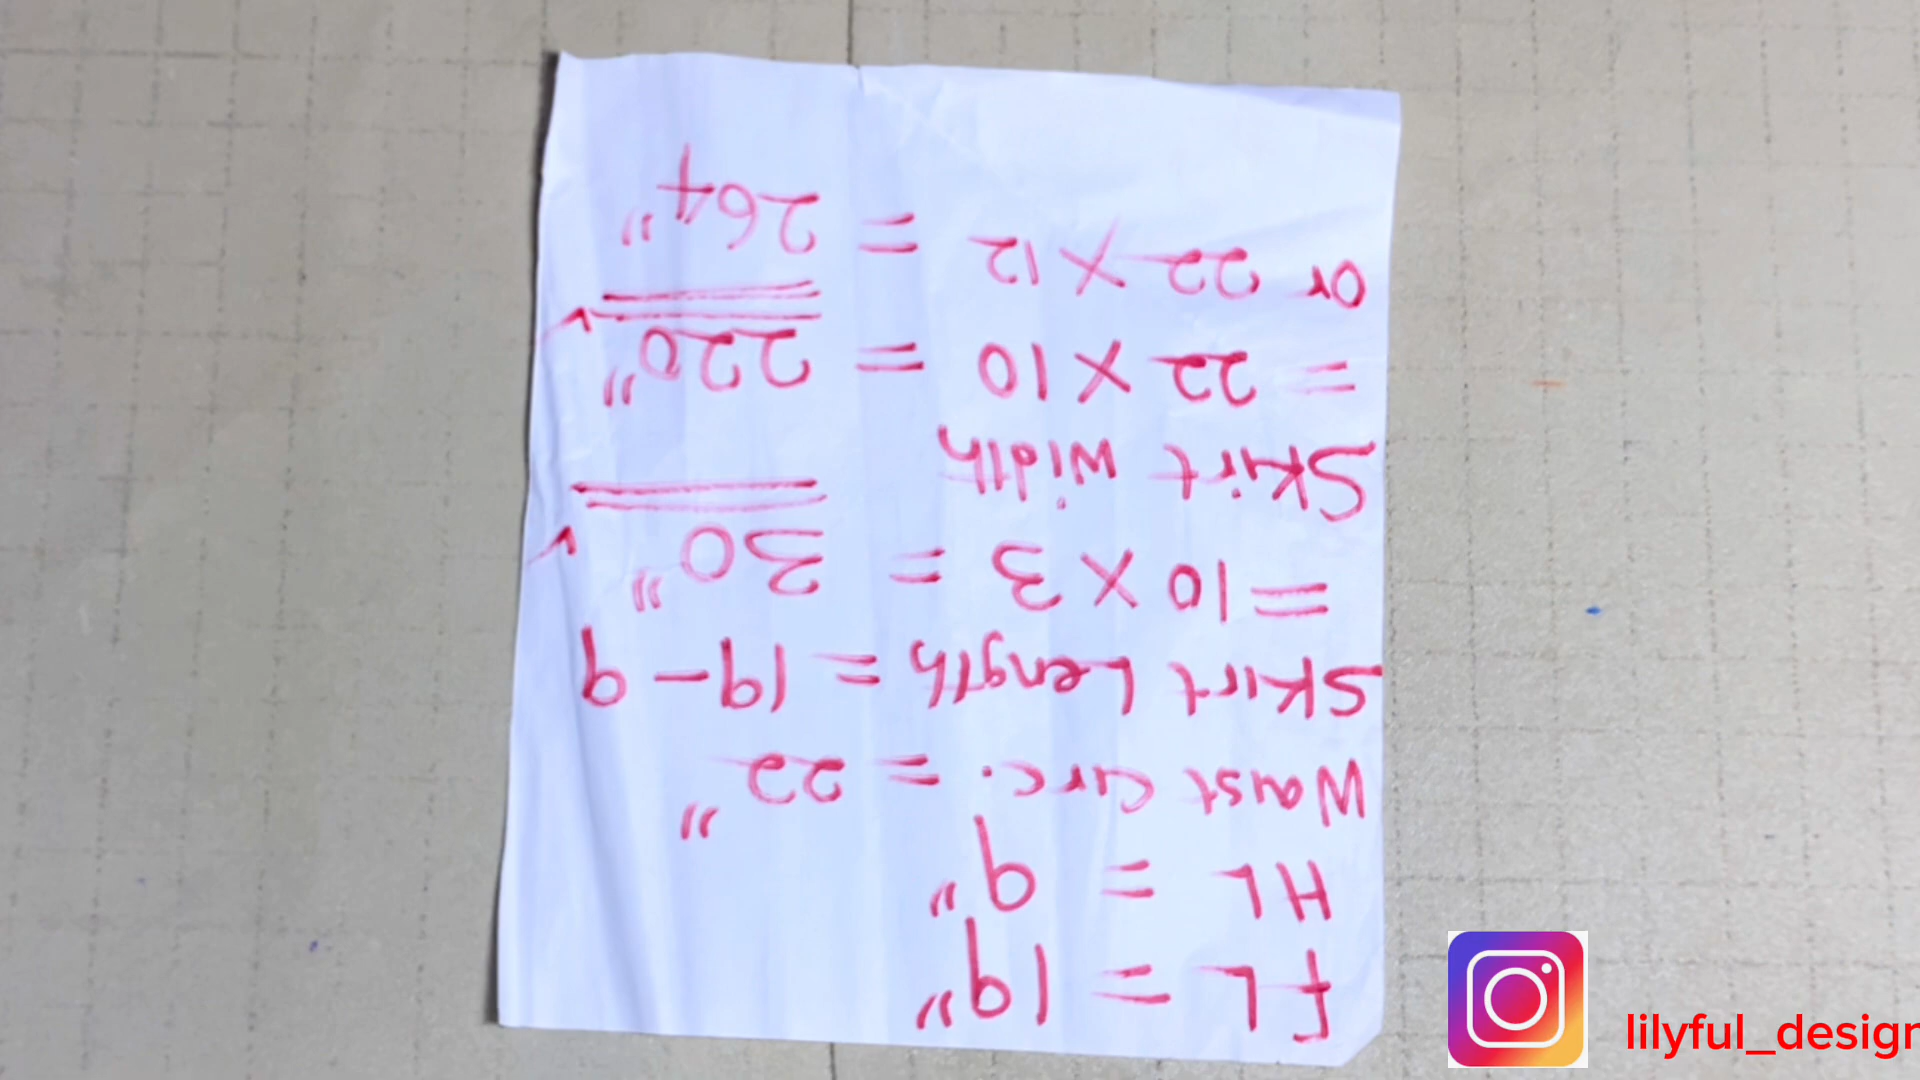 FL = 19"
HL = 9"
Waist circ. = 22"
Skirt Length = 19-9
= 10 X 3 = 30"
Skirt width
= 22 X 10 = 220"
or 22 X 12 = 264"
lilyful_design